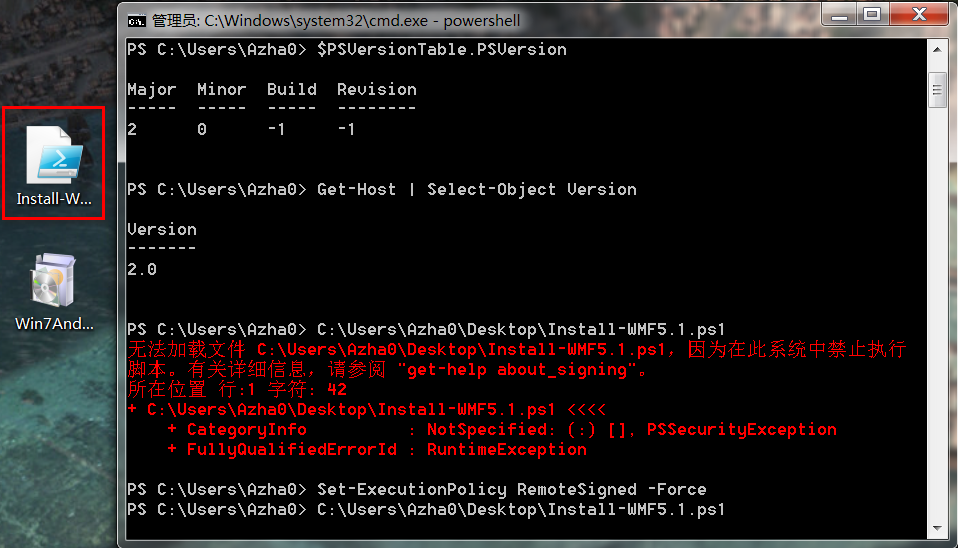 管理员: C:\Windows\system32\cmd.exe - powershell
PS C:\Users\Azha0> $PSVersionTable.PSVersion
Major  Minor  Build  Revision
-----  -----  -----  --------
2      0      -1     -1
PS C:\Users\Azha0> Get-Host | Select-Object Version
Version
-------
2.0
PS C:\Users\Azha0> C:\Users\Azha0\Desktop\Install-WMF5.1.ps1
无法加载文件 C:\Users\Azha0\Desktop\Install-WMF5.1.ps1，因为在此系统中禁止执行
脚本。有关详细信息，请参阅 "get-help about_signing"。
所在位置 行:1 字符: 42
+ C:\Users\Azha0\Desktop\Install-WMF5.1.ps1 <<<<
    + CategoryInfo          : NotSpecified: (:) [], PSSecurityException
    + FullyQualifiedErrorId : RuntimeException
PS C:\Users\Azha0> Set-ExecutionPolicy RemoteSigned -Force
PS C:\Users\Azha0> C:\Users\Azha0\Desktop\Install-WMF5.1.ps1
Install-W...
Win7And...